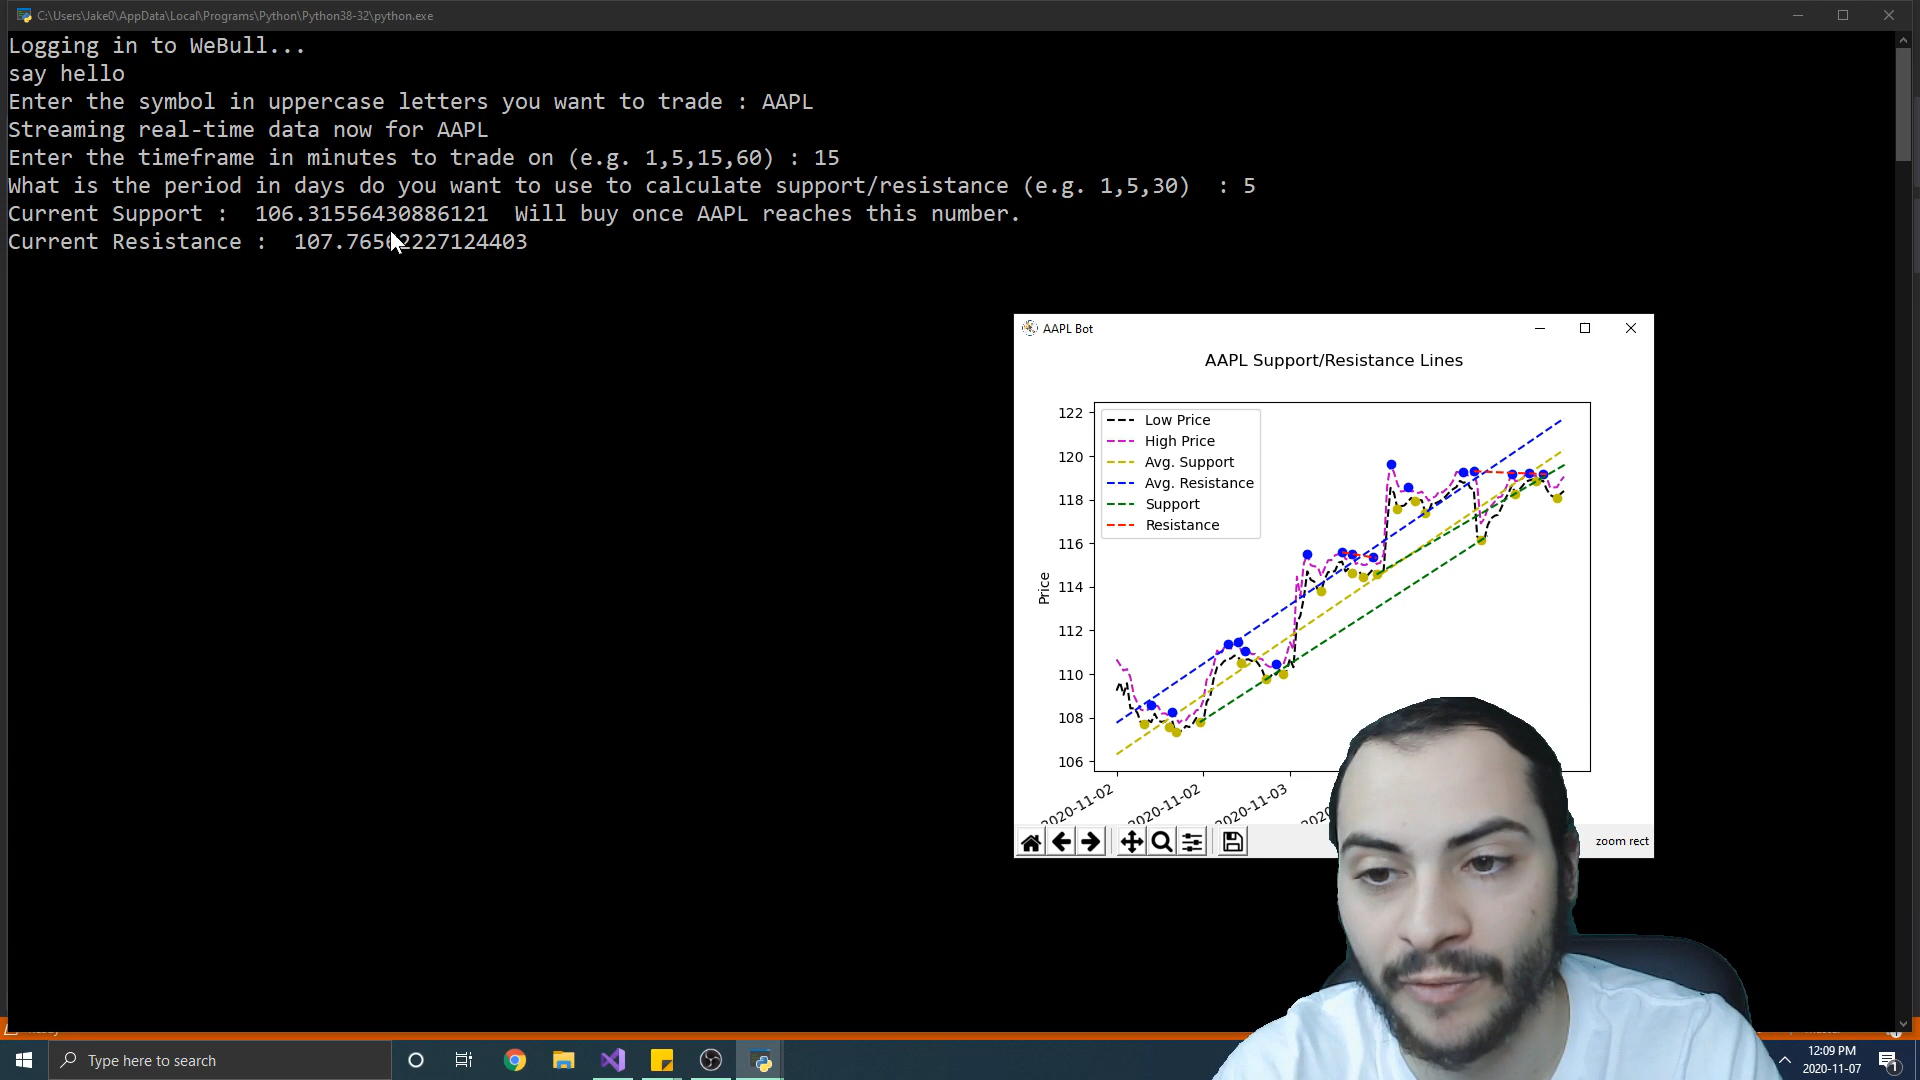 C:\Users\Jake0\AppData\Local\Programs\Python\Python38-32\python.exe
Logging in to WeBull...
say hello
Enter the symbol in uppercase letters you want to trade : AAPL
Streaming real-time data now for AAPL
Enter the timeframe in minutes to trade on (e.g. 1,5,15,60) : 15
What is the period in days do you want to use to calculate support/resistance (e.g. 1,5,30)  : 5
Current Support :  106.31556430886121  Will buy once AAPL reaches this number.
Current Resistance :  107.76562227124403
AAPL Bot
AAPL Support/Resistance Lines
Low Price
High Price
Avg. Support
Avg. Resistance
Support
Resistance
122
120
118
116
114
112
110
108
106
Price
2020-11-02
2020-11-02
2020-11-03
zoom rect
Type here to search
12:09 PM
2020-11-07
1